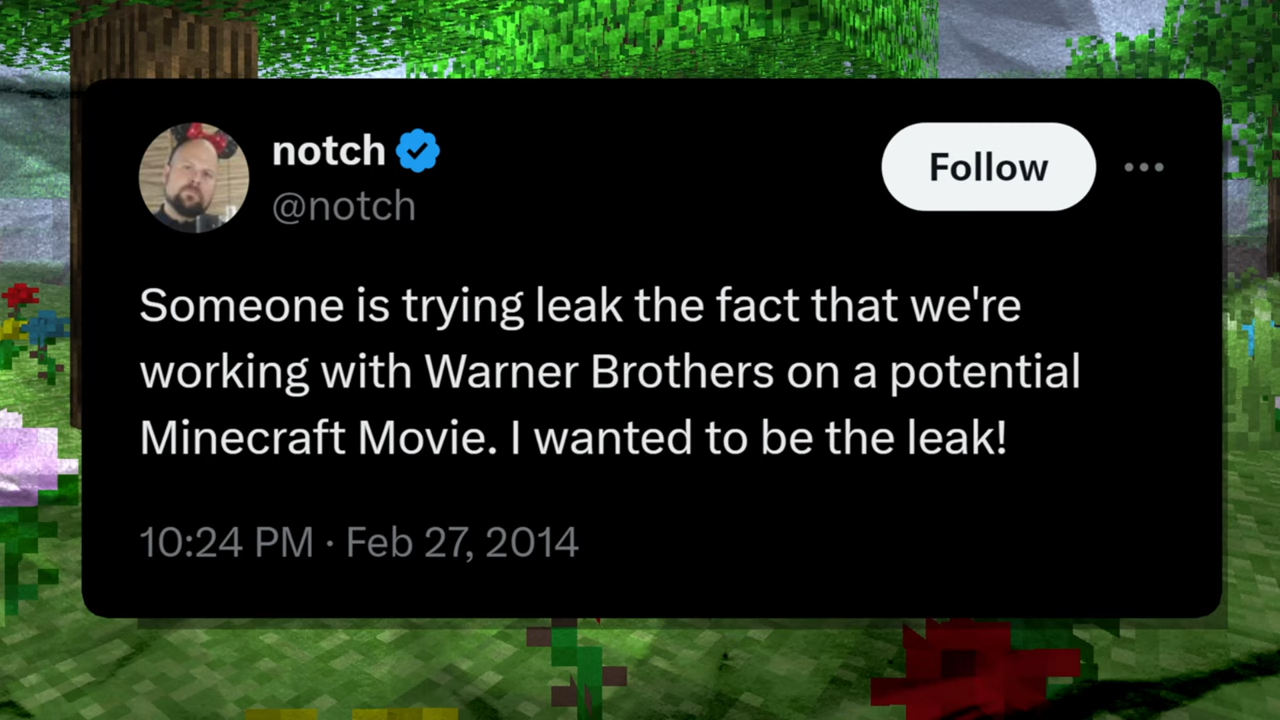 notch
@notch
Follow
Someone is trying leak the fact that we're
working with Warner Brothers on a potential
Minecraft Movie. I wanted to be the leak!
10:24 PM · Feb 27, 2014